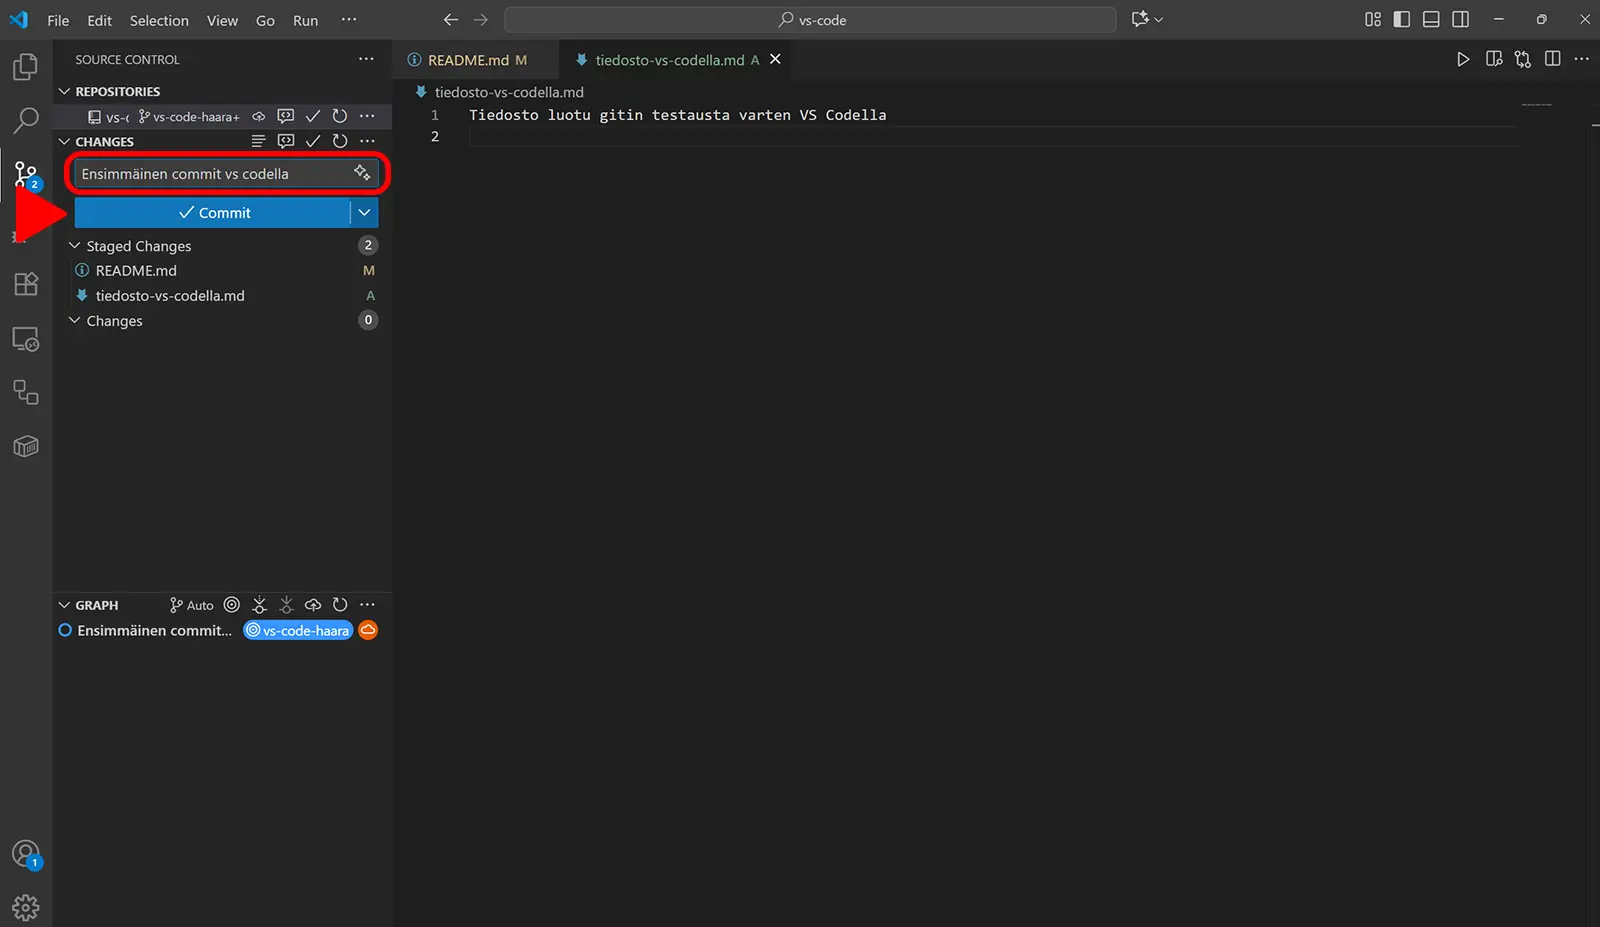 File Edit Selection View Go Run ···
vs-code
SOURCE CONTROL
README.md M
tiedosto-vs-codella.md A
REPOSITORIES
vs-code-haara+
CHANGES
Ensimmäinen commit vs codella
Commit
Staged Changes 2
README.md M
tiedosto-vs-codella.md A
Changes 0
2
tiedosto-vs-codella.md
1 Tiedosto luotu gitin testausta varten VS Codella
2
GRAPH Auto
Ensimmäinen commit... vs-code-haara
1